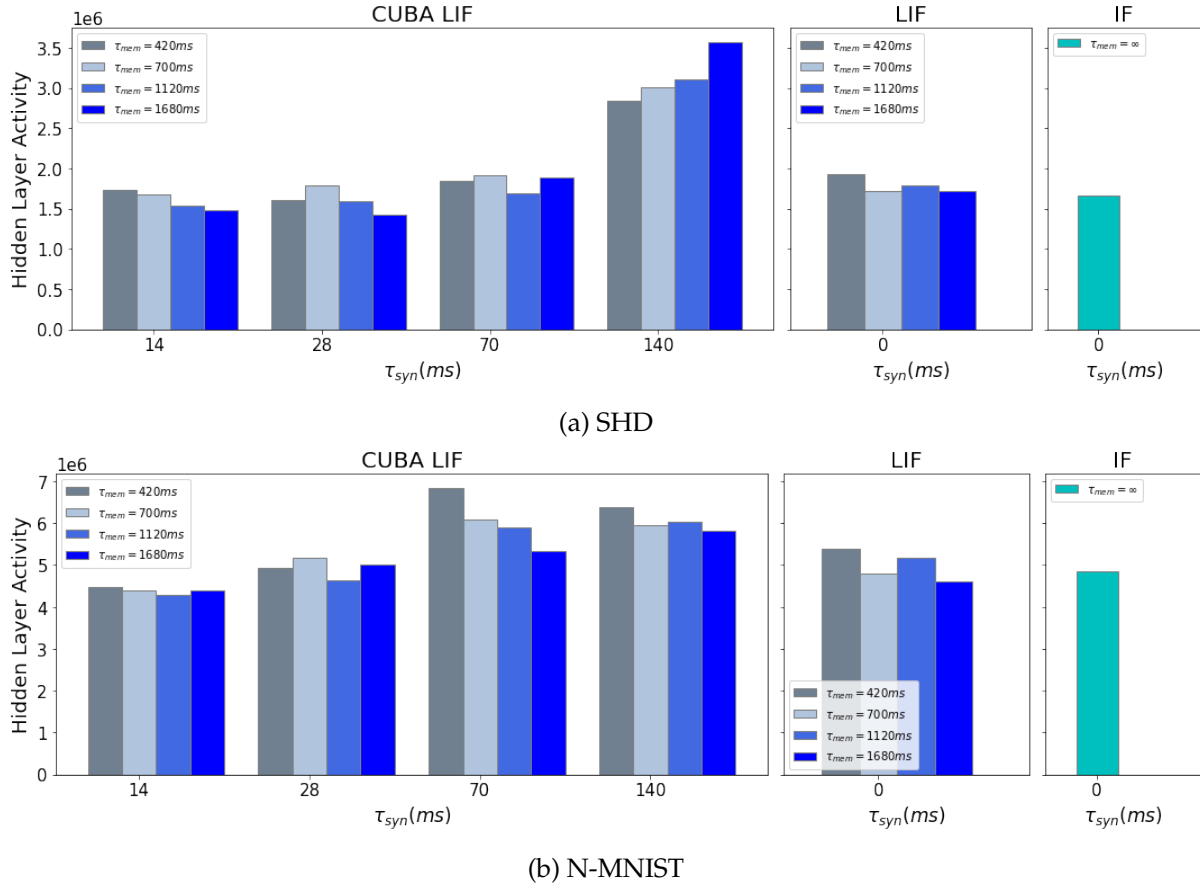 CUBA LIF
LIF
IF
1e6
τmem = 420ms
τmem = 700ms
τmem = 1120ms
τmem = 1680ms
τmem = 420ms
τmem = 700ms
τmem = 1120ms
τmem = 1680ms
τmem = ∞
Hidden Layer Activity
3.5
3.0
2.5
2.0
1.5
1.0
0.5
0.0
14 28 70 140
0
0
τsyn(ms)
τsyn(ms)
τsyn(ms)
(a) SHD
CUBA LIF
LIF
IF
1e6
τmem = 420ms
τmem = 700ms
τmem = 1120ms
τmem = 1680ms
τmem = 420ms
τmem = 700ms
τmem = 1120ms
τmem = 1680ms
τmem = ∞
Hidden Layer Activity
7
6
5
4
3
2
1
0
14 28 70 140
0
0
τsyn(ms)
τsyn(ms)
τsyn(ms)
(b) N-MNIST